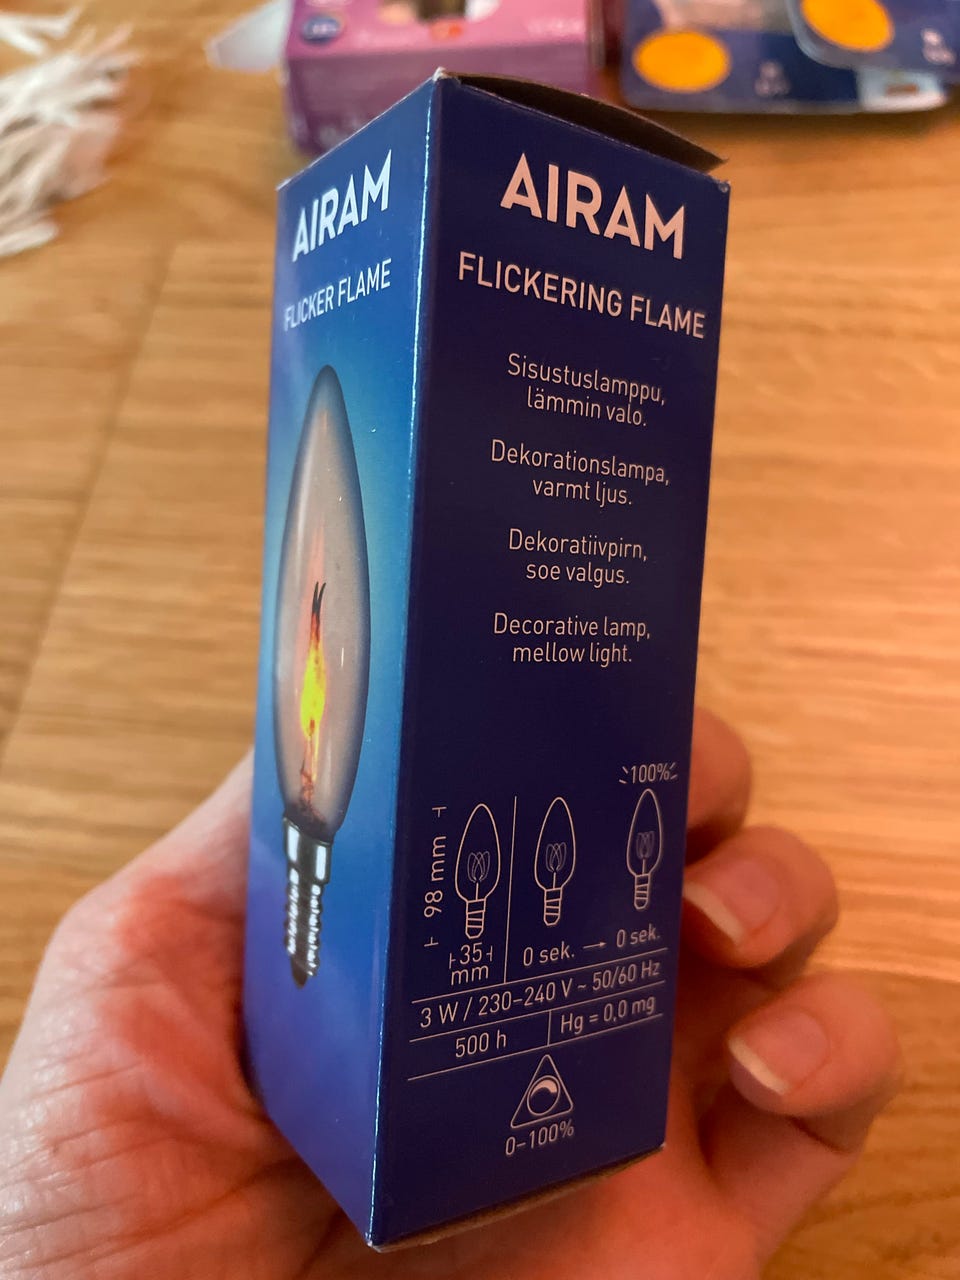 AIRAM
FLICKER FLAME
AIRAM
FLICKERING FLAME
Sisustuslamppu,
lämmin valo.
Dekorationslampa,
varmt ljus.
Dekoratiivpirn,
soe valgus.
Decorative lamp,
mellow light.
100%
98 mm
35
mm
0 sek. → 0 sek.
3 W / 230–240 V ~ 50/60 Hz
500 h
Hg = 0,0 mg
0–100%